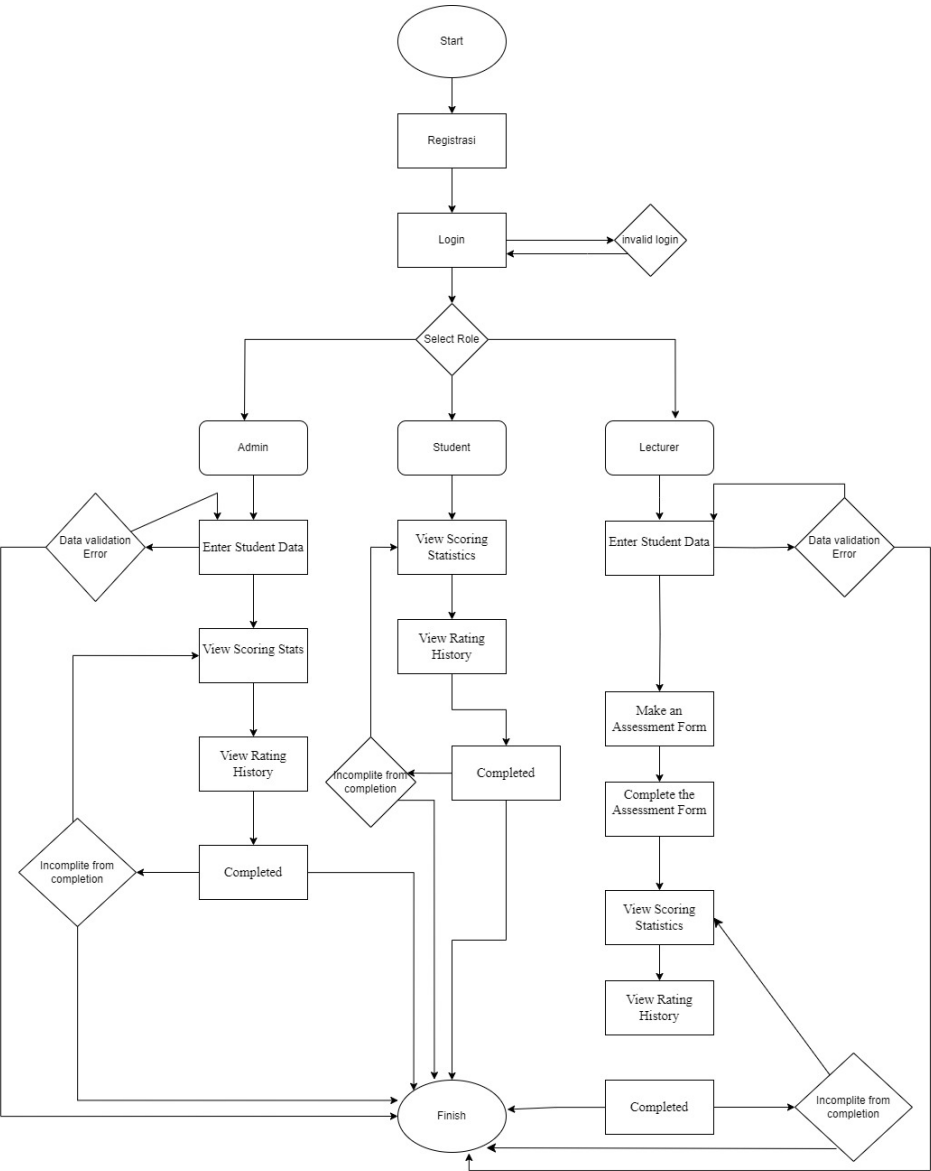 Start
Registrasi
Login
invalid login
Select Role
Admin
Student
Lecturer
Data validation
Error
Enter Student Data
View Scoring
Statistics
Enter Student Data
Data validation
Error
View Scoring Stats
View Rating
History
Make an
Assessment Form
View Rating
History
Incomplite from
completion
Completed
Complete the
Assessment Form
Incomplite from
completion
Completed
View Scoring
Statistics
View Rating
History
Finish
Completed
Incomplite from
completion